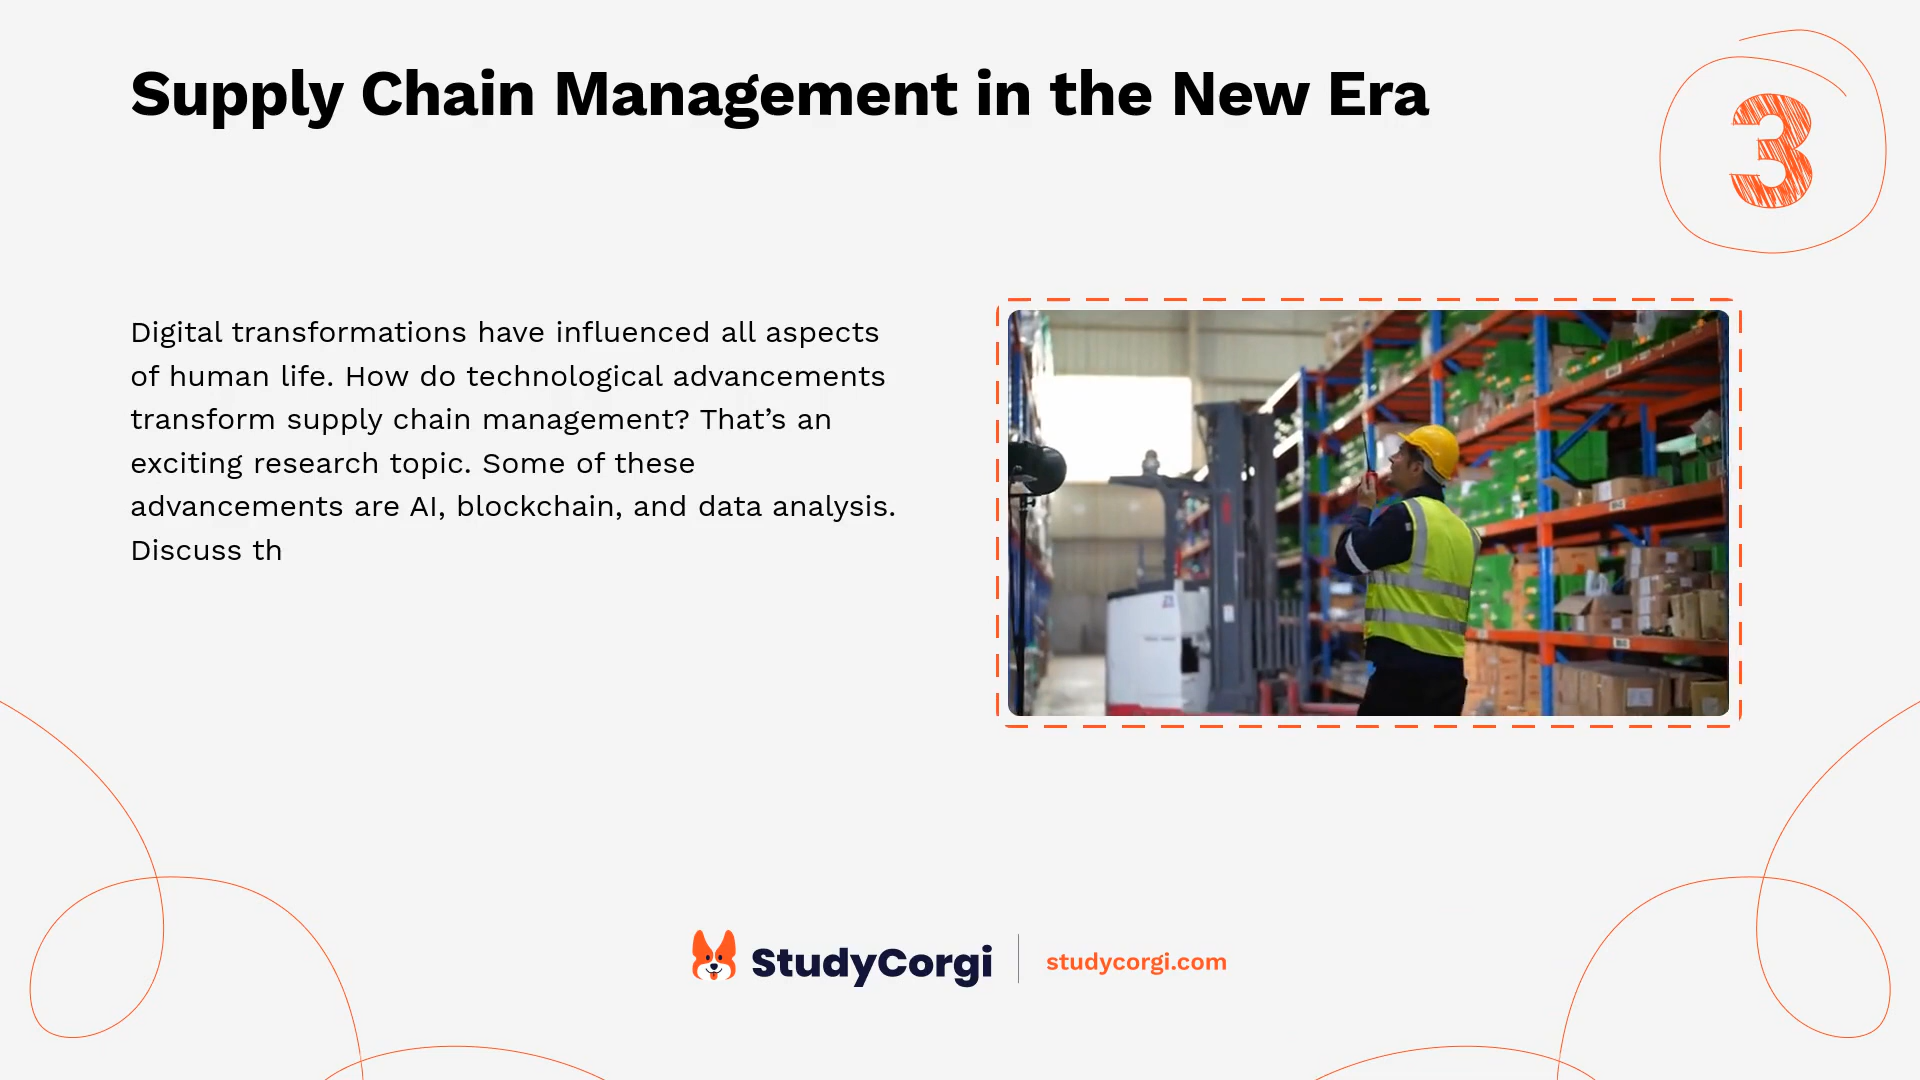 Supply Chain Management in the New Era
3
Digital transformations have influenced all aspects
of human life. How do technological advancements
transform supply chain management? That’s an
exciting research topic. Some of these
advancements are AI, blockchain, and data analysis.
Discuss th
StudyCorgi
studycorgi.com